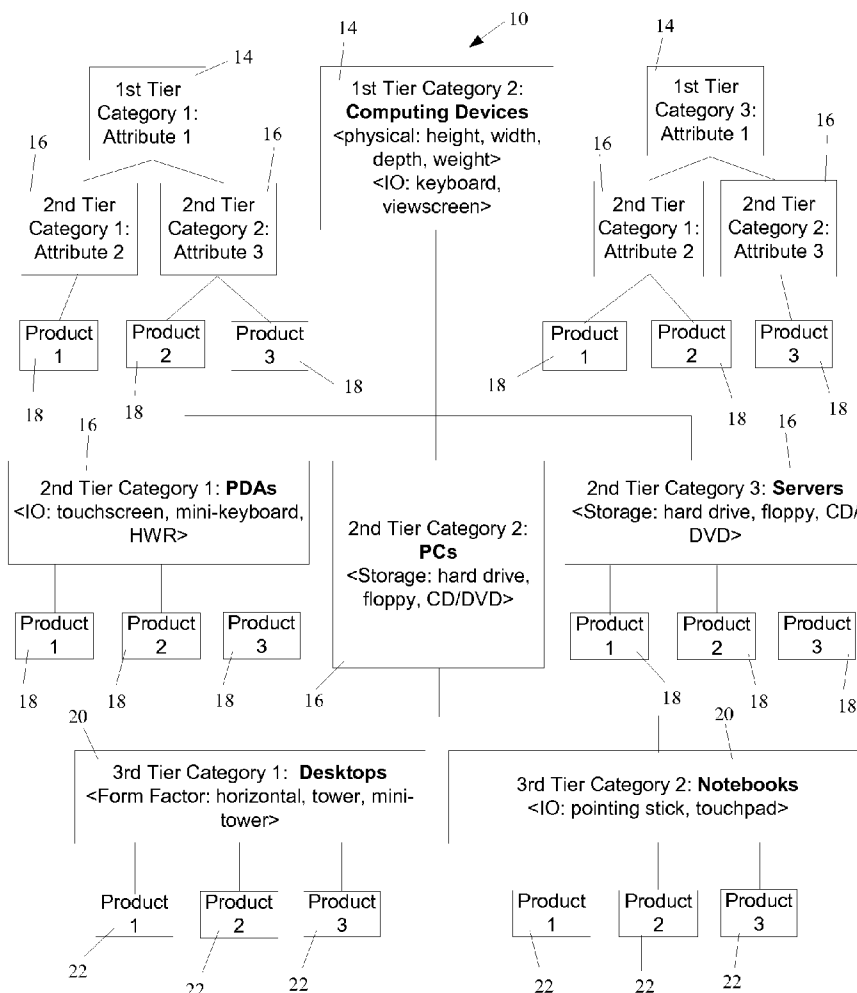 10
14
14
14
1st Tier
Category 1:
Attribute 1
1st Tier Category 2:
Computing Devices
<physical: height, width,
depth, weight>
<IO: keyboard,
viewscreen>
1st Tier
Category 3:
Attribute 1
16
16
16
16
2nd Tier
Category 1:
Attribute 2
2nd Tier
Category 2:
Attribute 3
2nd Tier
Category 1:
Attribute 2
2nd Tier
Category 2:
Attribute 3
Product
1
Product
2
Product
3
Product
1
Product
2
Product
3
18
18
18
18
18
18
16
16
2nd Tier Category 1: PDAs
<IO: touchscreen, mini-keyboard,
HWR>
2nd Tier Category 2:
PCs
<Storage: hard drive,
floppy, CD/DVD>
2nd Tier Category 3: Servers
<Storage: hard drive, floppy, CD/
DVD>
Product
1
Product
2
Product
3
Product
1
Product
2
Product
3
18
18
18
16
18
18
18
20
20
3rd Tier Category 1: Desktops
<Form Factor: horizontal, tower, mini-
tower>
3rd Tier Category 2: Notebooks
<IO: pointing stick, touchpad>
Product
1
Product
2
Product
3
Product
1
Product
2
Product
3
22
22
22
22
22
22